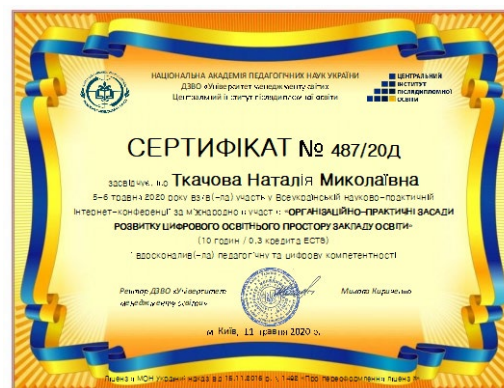 НАЦІОНАЛЬНА АКАДЕМІЯ ПЕДАГОГІЧНИХ НАУК УКРАЇНИ
ДЗВО «Університет менеджменту освіти»
Центральний інститут післядипломної освіти
ЦЕНТРАЛЬНИЙ
ІНСТИТУТ
ПІСЛЯДИПЛОМНОЇ
ОСВІТИ
СЕРТИФІКАТ № 487/20Д
засвідчує, що Ткачова Наталія Миколаївна
5-6 травня 2020 року взяв(-ла) участь у Всеукраїнській науково-практичній
Інтернет-конференції за міжнародною участю «ОРГАНІЗАЦІЙНО-ПРАКТИЧНІ ЗАСАДИ
РОЗВИТКУ ЦИФРОВОГО ОСВІТНЬОГО ПРОСТОРУ ЗАКЛАДУ ОСВІТИ»
(10 годин / 0.3 кредита ЄСТВ)
і вдосконалив(-ла) педагогічну та цифрову компетентності
Ректор ДЗВО «Університет
менеджменту освіти»
Микола Кириченко
м. Київ, 11 травня 2020 р.